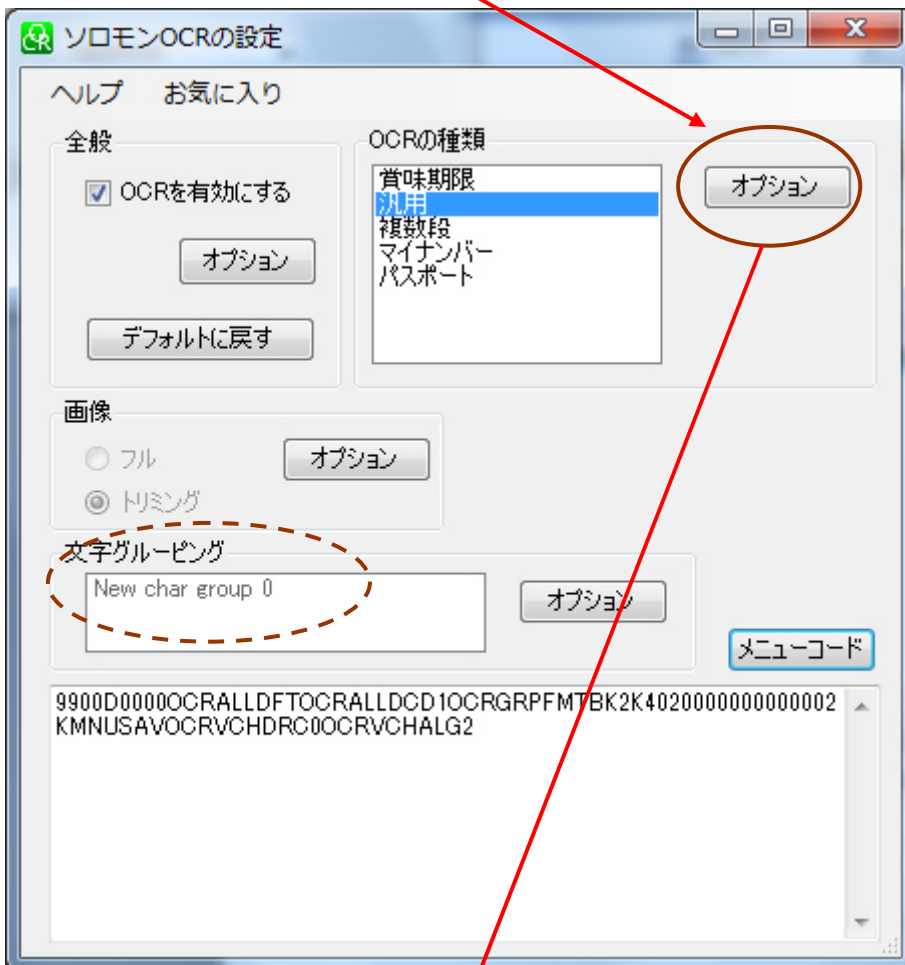 ソロモンOCRの設定
ヘルプ お気に入り
全般
OCRを有効にする
オプション
デフォルトに戻す
OCRの種類
賞味期限
汎用
複数段
マイナンバー
パスポート
オプション
画像
フル
トリミング
オプション
文字グルーピング
New char group 0
オプション
メニューコード
9900D0000OCRALLDFTOCRALLDCD1OCRGRPFMTBK2K40200000000000002
KMNUSAVOCRVCHDRC0OCRVCHALG2